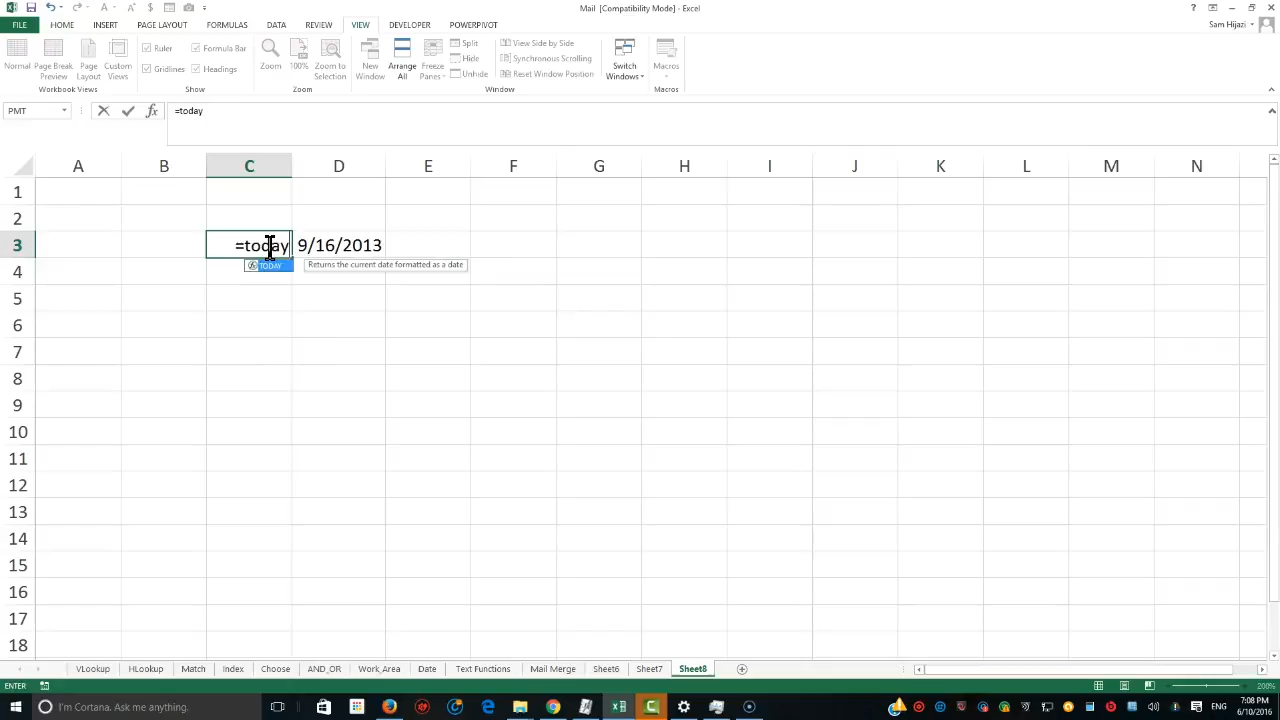 Mail [Compatibility Mode] - Excel
FILE HOME INSERT PAGE LAYOUT FORMULAS DATA REVIEW VIEW DEVELOPER POWERPIVOT Sam Hijazi
Normal Page Break Preview Page Layout Custom Views
Workbook Views
Ruler Formula Bar
Gridlines Headings
Show
Zoom 100% Zoom to Selection
Zoom
New Window Arrange All Freeze Panes
Split View Side by Side
Hide Synchronous Scrolling
Unhide Reset Window Position
Switch Windows
Window
Macros
Macros
PMT =today
A B C D E F G H I J K L M N
1
2
3 =today 9/16/2013
TODAY Returns the current date formatted as a date
4
5
6
7
8
9
10
11
12
13
14
15
16
17
18
VLookup HLookup Match Index Choose AND_OR Work_Area Date Text Functions Mail Merge Sheet6 Sheet7 Sheet8
ENTER 200%
I'm Cortana. Ask me anything. ENG 7:08 PM
6/10/2016